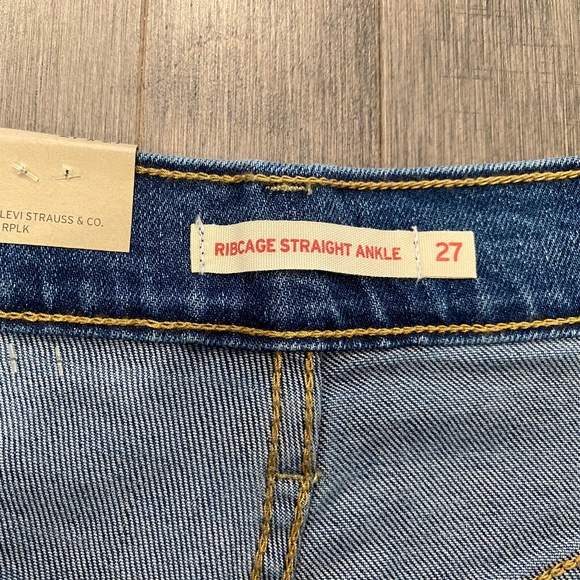 LEVI STRAUSS & CO.
RPLK
RIBCAGE STRAIGHT ANKLE 27